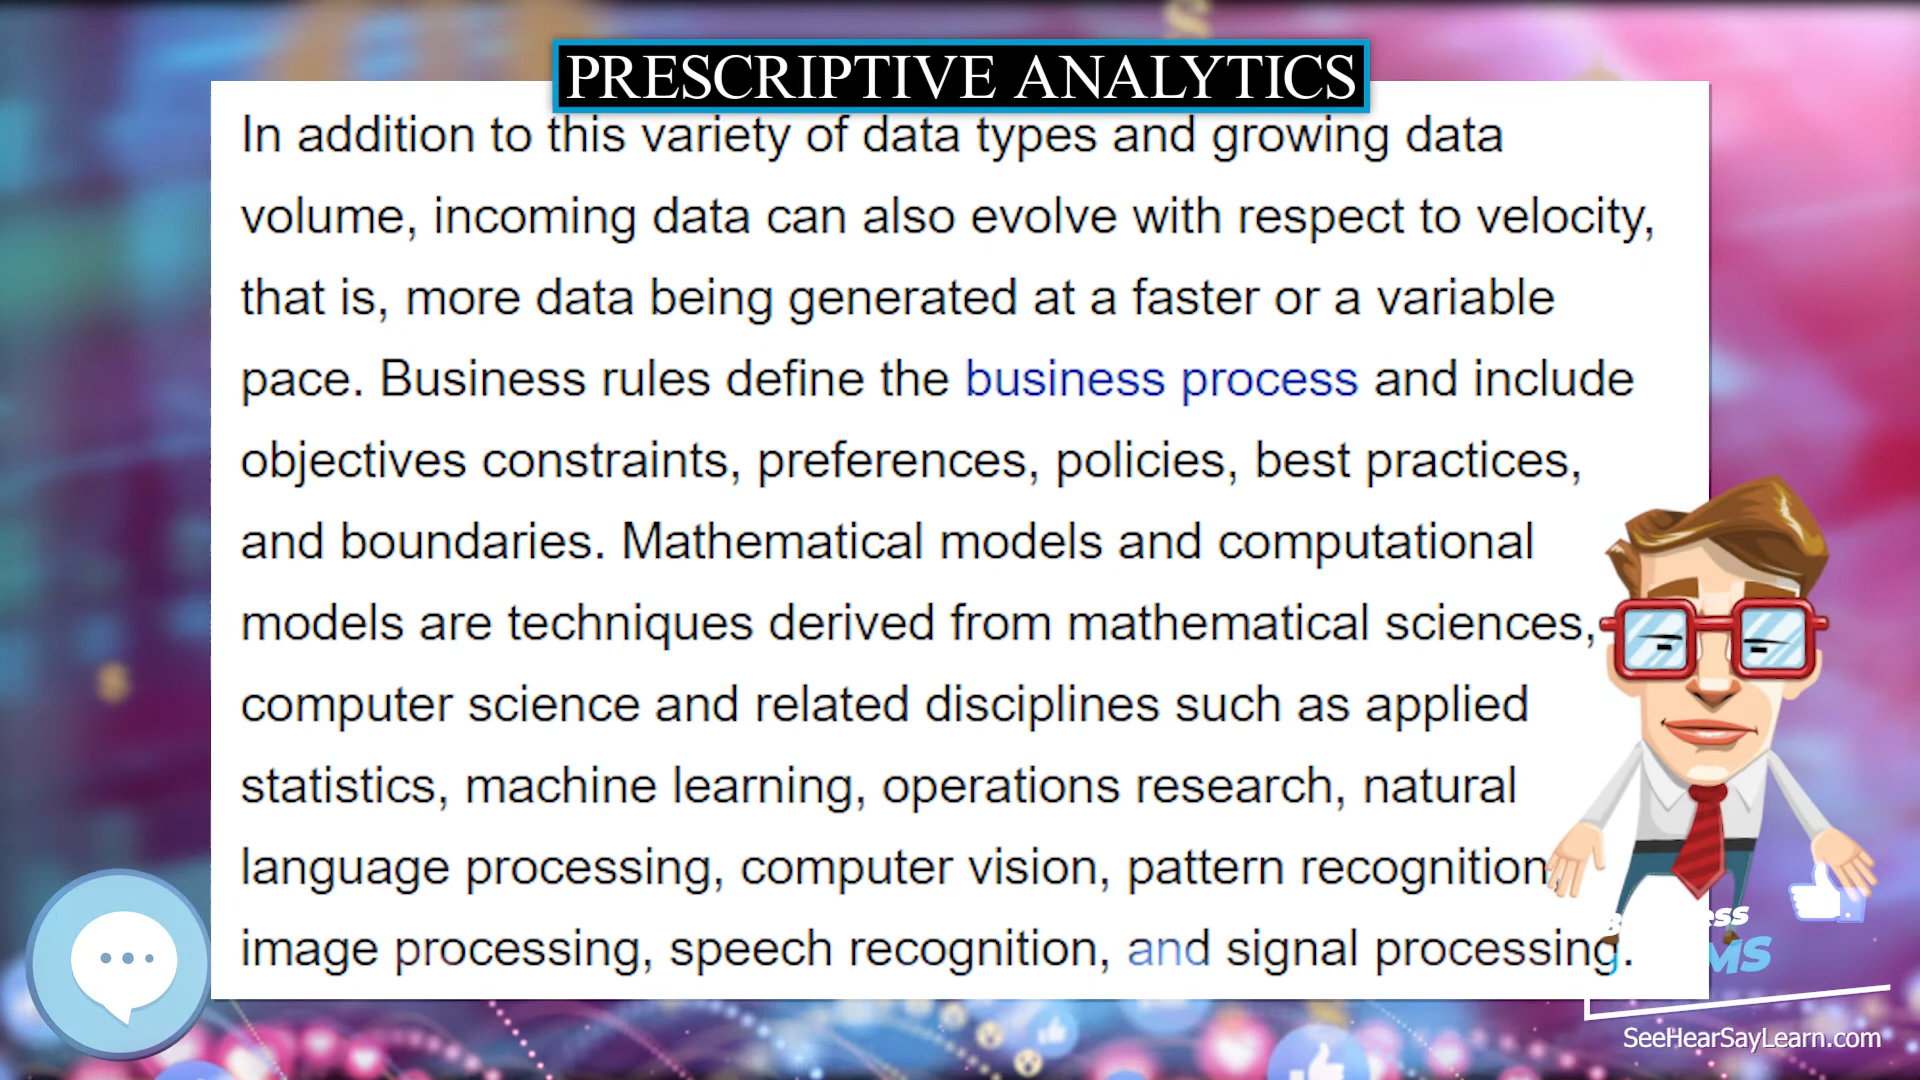 PRESCRIPTIVE ANALYTICS
In addition to this variety of data types and growing data
volume, incoming data can also evolve with respect to velocity,
that is, more data being generated at a faster or a variable
pace. Business rules define the business process and include
objectives constraints, preferences, policies, best practices,
and boundaries. Mathematical models and computational
models are techniques derived from mathematical sciences,
computer science and related disciplines such as applied
statistics, machine learning, operations research, natural
language processing, computer vision, pattern recognition,
image processing, speech recognition, and signal processing.
SeeHearSayLearn.com